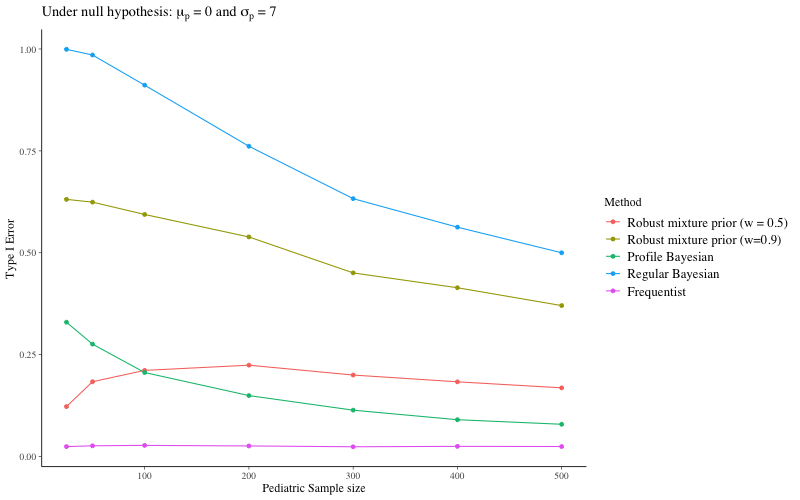 Under null hypothesis: μp = 0 and σp = 7
1.00
0.75
0.50
0.25
0.00
Type I Error
100
200
300
400
500
Pediatric Sample size
Method
Robust mixture prior (w = 0.5)
Robust mixture prior (w=0.9)
Profile Bayesian
Regular Bayesian
Frequentist